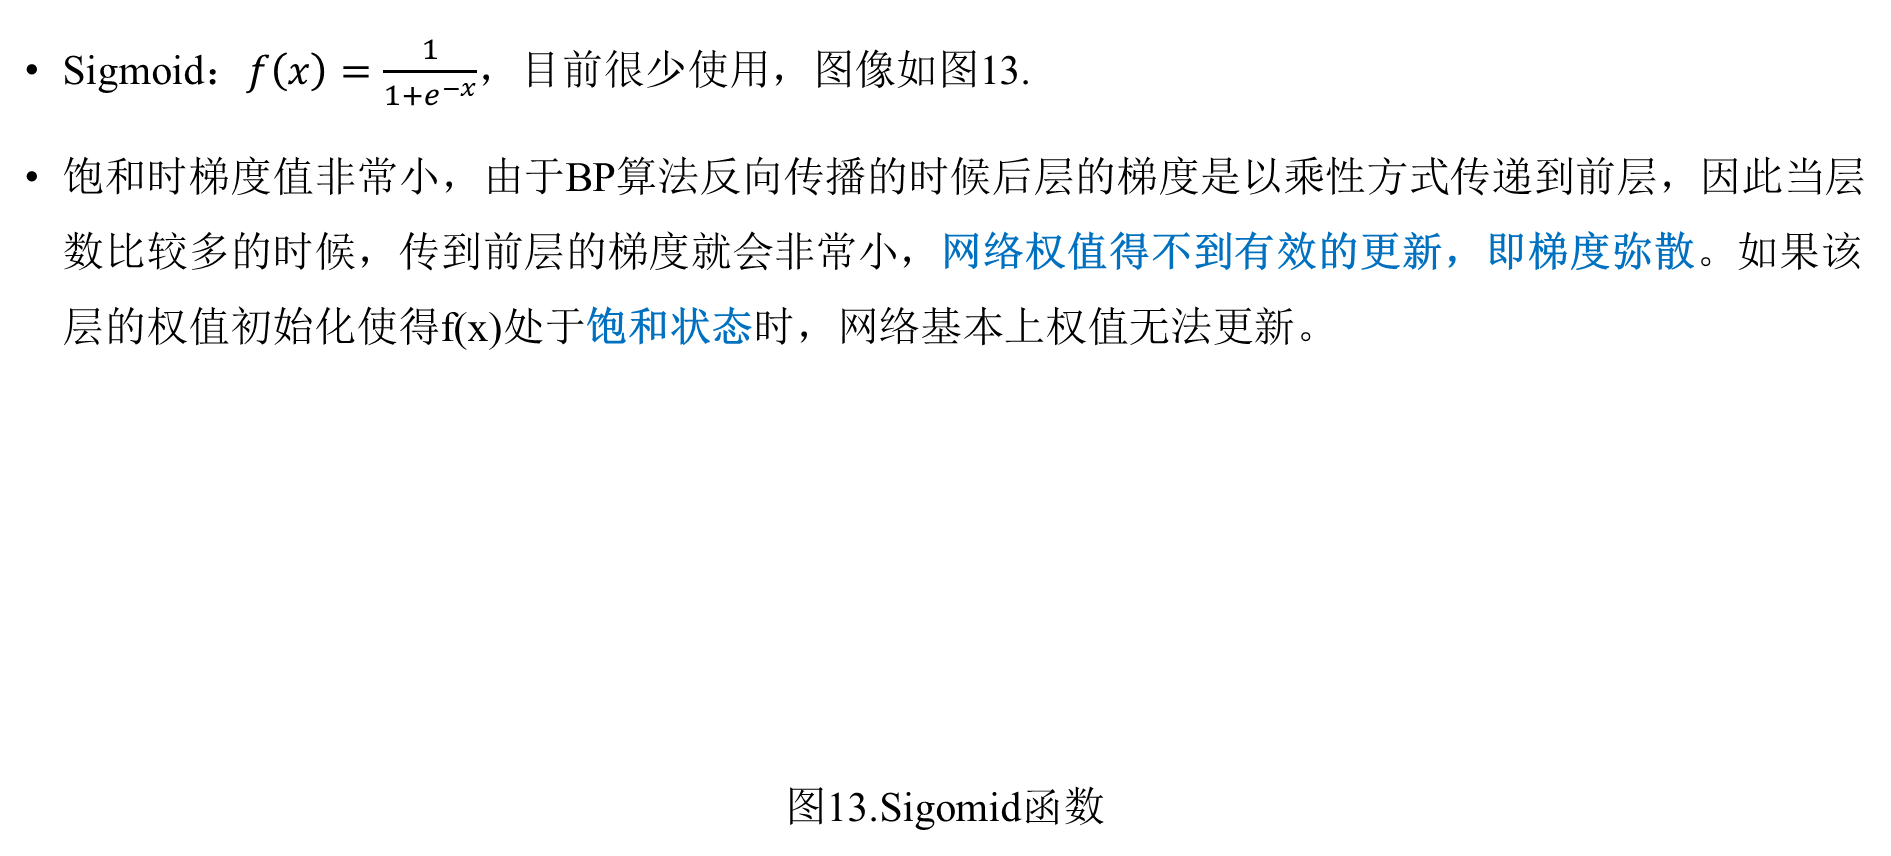 • Sigmoid：f(x) = 1/(1+e^{-x})，目前很少使用，图像如图13.
• 饱和时梯度值非常小，由于BP算法反向传播的时候后层的梯度是以乘性方式传递到前层，因此当层
数比较多的时候，传到前层的梯度就会非常小，网络权值得不到有效的更新，即梯度弥散。如果该
层的权值初始化使得f(x)处于饱和状态时，网络基本上权值无法更新。
图13.Sigomid函数